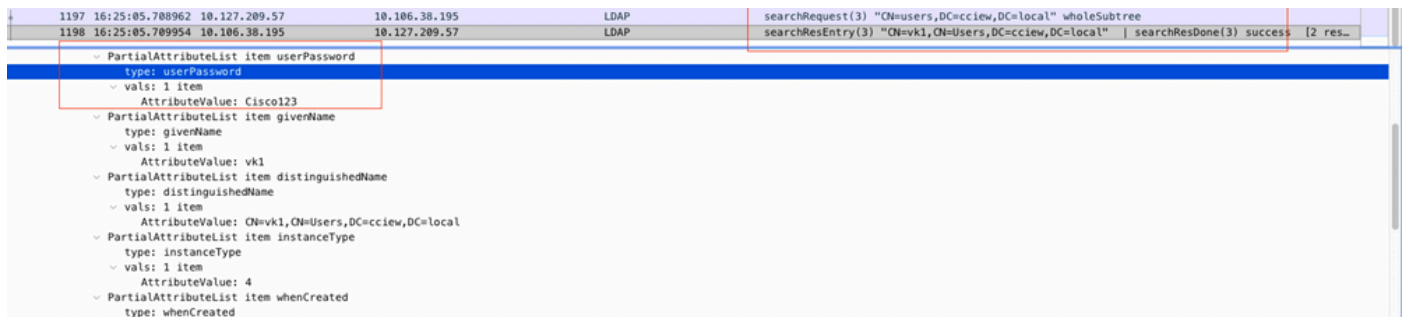 1197 16:25:05.708962 10.127.209.57 10.106.38.195 LDAP searchRequest(3) "CN=users,DC=cciew,DC=local" wholeSubtree
1198 16:25:05.709954 10.106.38.195 10.127.209.57 LDAP searchResEntry(3) "CN=vk1,CN=Users,DC=cciew,DC=local" | searchResDone(3) success [2 res…
PartialAttributeList item userPassword
type: userPassword
vals: 1 item
AttributeValue: Cisco123
PartialAttributeList item givenName
type: givenName
vals: 1 item
AttributeValue: vk1
PartialAttributeList item distinguishedName
type: distinguishedName
vals: 1 item
AttributeValue: CN=vk1,CN=Users,DC=cciew,DC=local
PartialAttributeList item instanceType
type: instanceType
vals: 1 item
AttributeValue: 4
PartialAttributeList item whenCreated
type: whenCreated